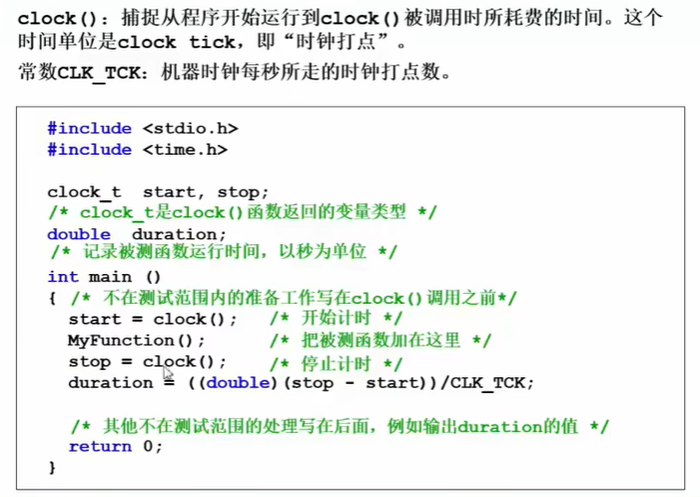 clock(): 捕捉从程序开始运行到clock()被调用时所耗费的时间。这个
时间单位是clock tick，即“时钟打点”。
常数CLK_TCK: 机器时钟每秒所走的时钟打点数。
#include <stdio.h>
#include <time.h>
clock_t  start, stop;
/* clock_t是clock()函数返回的变量类型 */
double  duration;
/* 记录被测函数运行时间，以秒为单位 */
int main ()
{ /* 不在测试范围内的准备工作写在clock()调用之前*/
start = clock();  /* 开始计时 */
MyFunction();  /* 把被测函数加在这里 */
stop = clock();  /* 停止计时 */
duration = ((double)(stop - start))/CLK_TCK;
/* 其他不在测试范围的处理写在后面，例如输出duration的值 */
return 0;
}